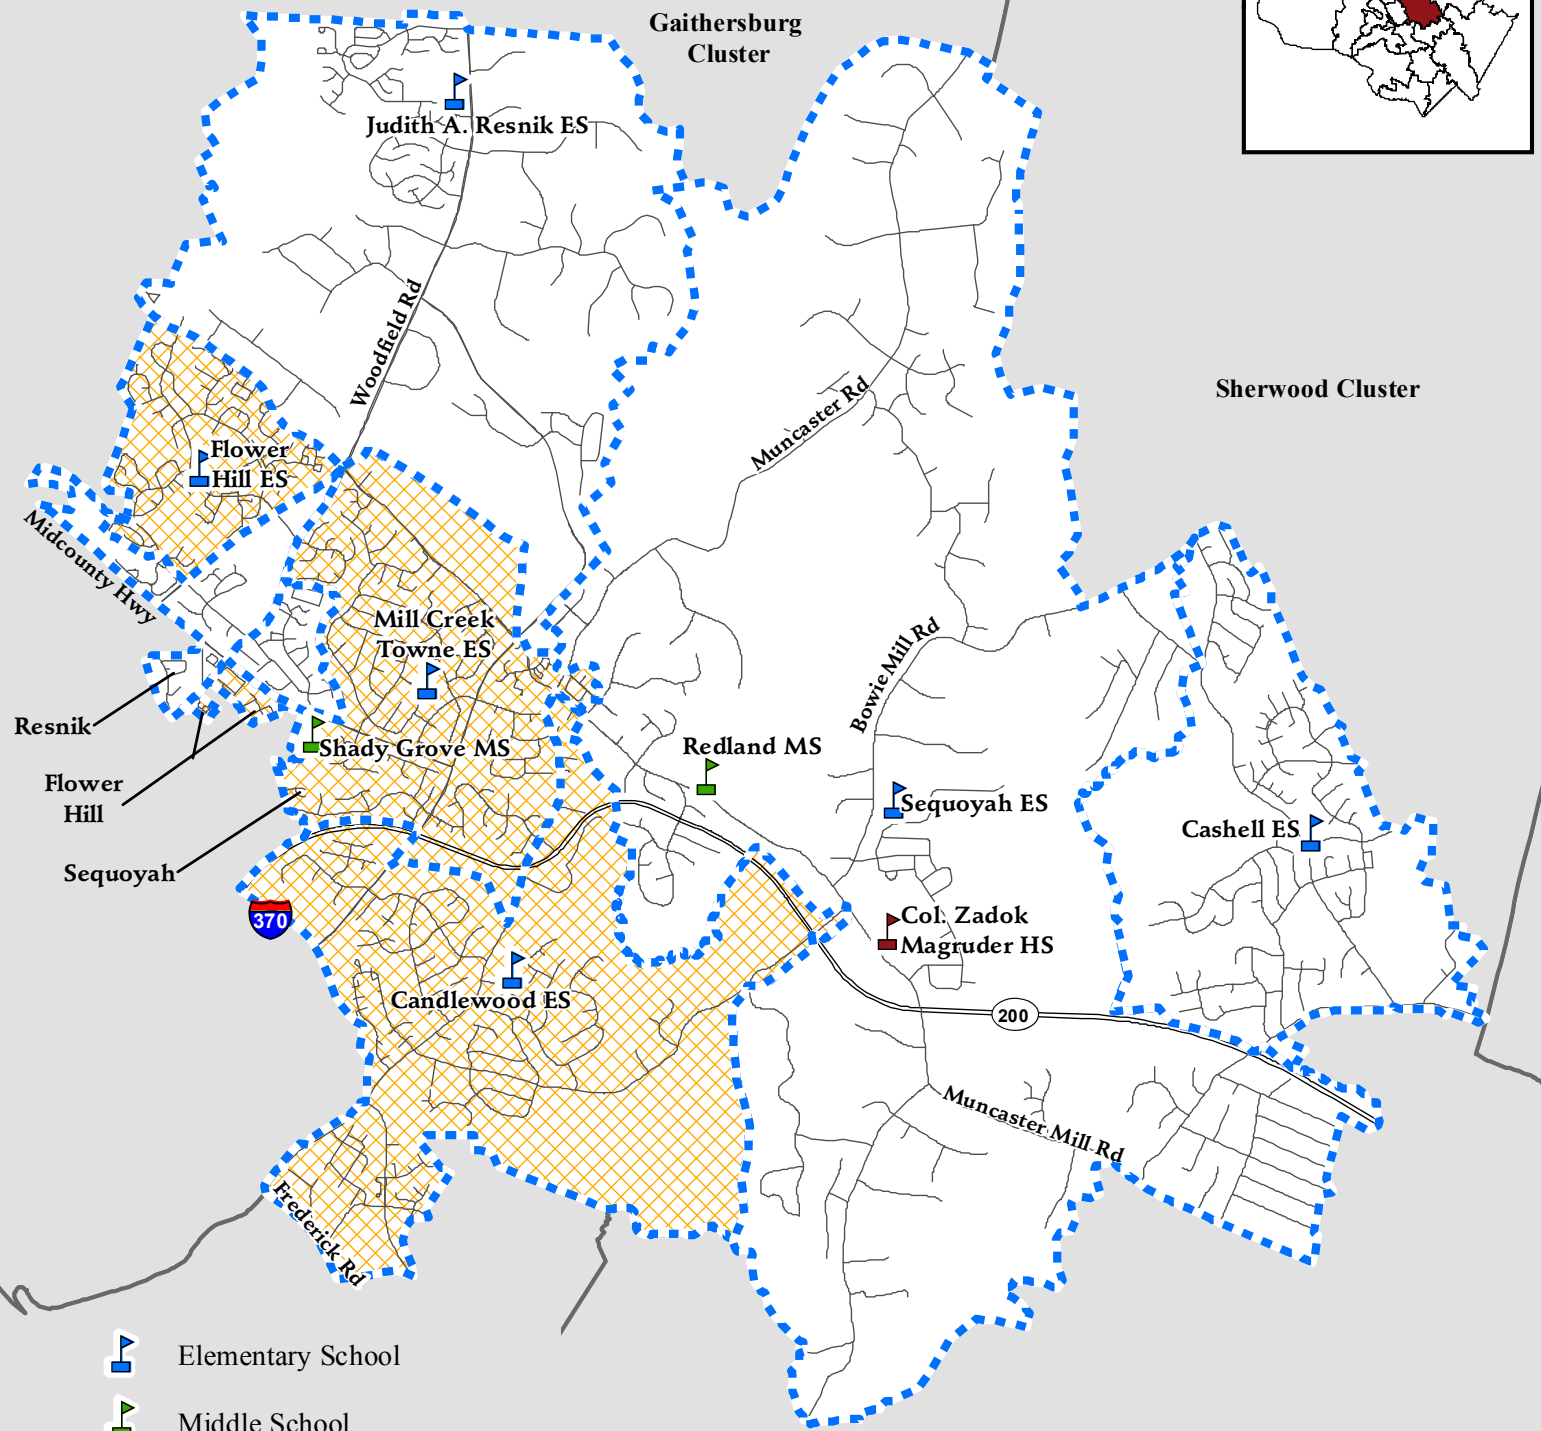 Gaithersburg
Cluster
Judith A. Resnik ES
Woodfield Rd
Sherwood Cluster
Muncaster Rd
Flower
Hill ES
Midcounty Hwy
Mill Creek
Towne ES
Bowie Mill Rd
Resnik
Shady Grove MS
Redland MS
Flower
Hill
Sequoyah ES
Cashell ES
Sequoyah
370
Col. Zadok
Magruder HS
Candlewood ES
200
Muncaster Mill Rd
Frederick Rd
Elementary School
Middle School